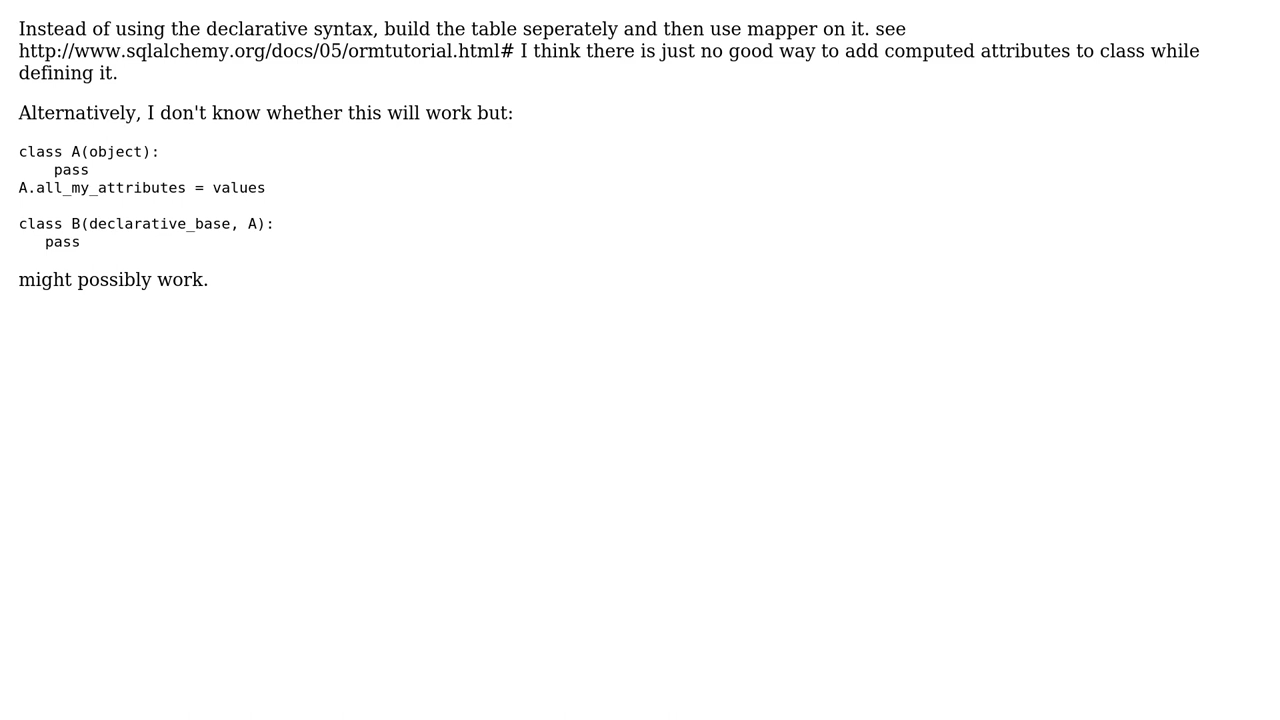 Instead of using the declarative syntax, build the table seperately and then use mapper on it. see
http://www.sqlalchemy.org/docs/05/ormtutorial.html# I think there is just no good way to add computed attributes to class while
defining it.
Alternatively, I don't know whether this will work but:
class A(object):
    pass
A.all_my_attributes = values
class B(declarative_base, A):
   pass
might possibly work.